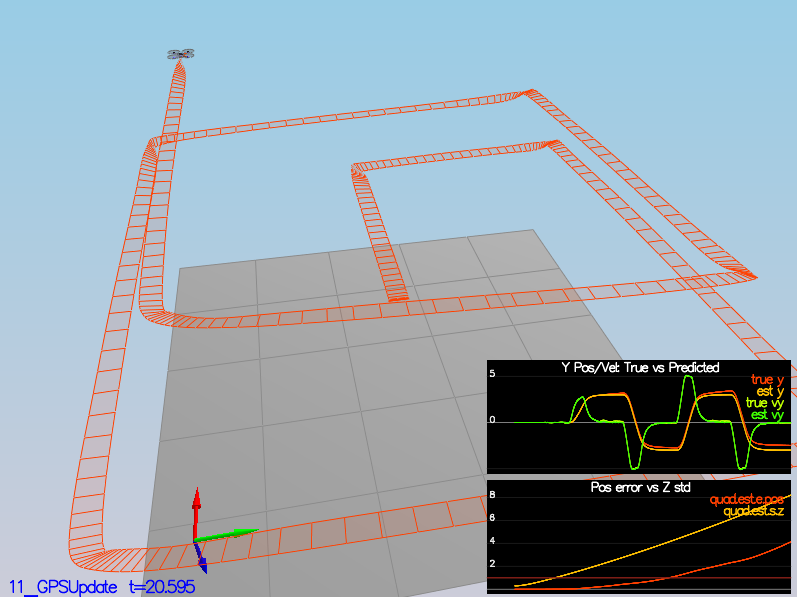 Y Pos/Vel: True vs Predicted
5
true y
est y
true vy
est vy
0
Pos error vs Z std
8
quad.est.e.pos
quad.est.s.z
6
4
2
11_GPSUpdate t=20.595